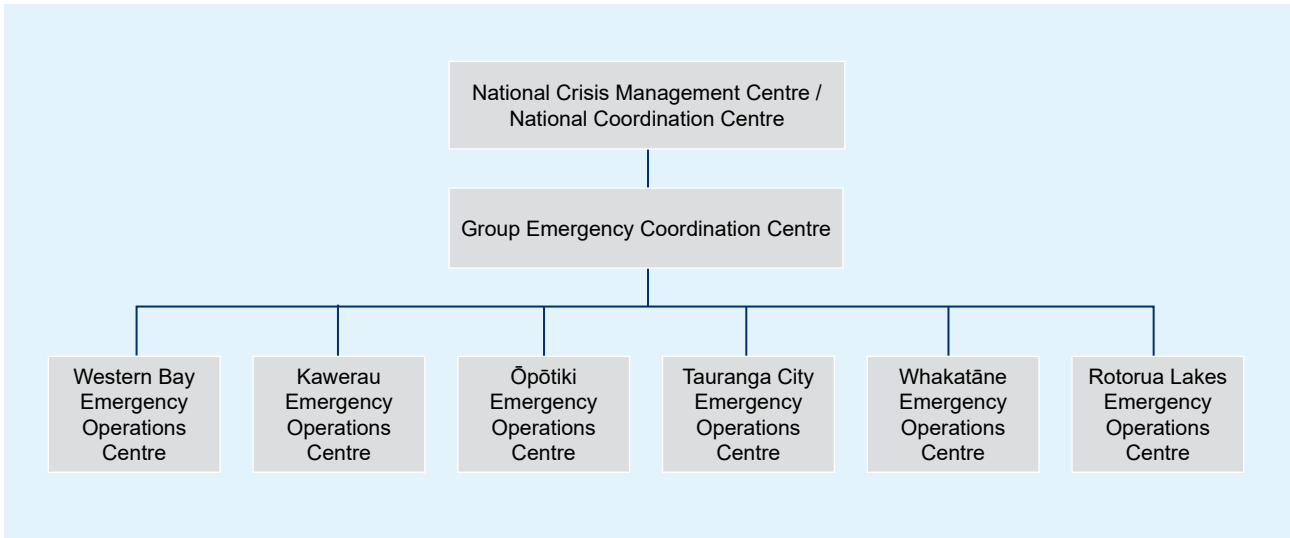 National Crisis Management Centre /
National Coordination Centre
Group Emergency Coordination Centre
Western Bay
Emergency
Operations
Centre
Kawerau
Emergency
Operations
Centre
Ōpōtiki
Emergency
Operations
Centre
Tauranga City
Emergency
Operations
Centre
Whakatāne
Emergency
Operations
Centre
Rotorua Lakes
Emergency
Operations
Centre